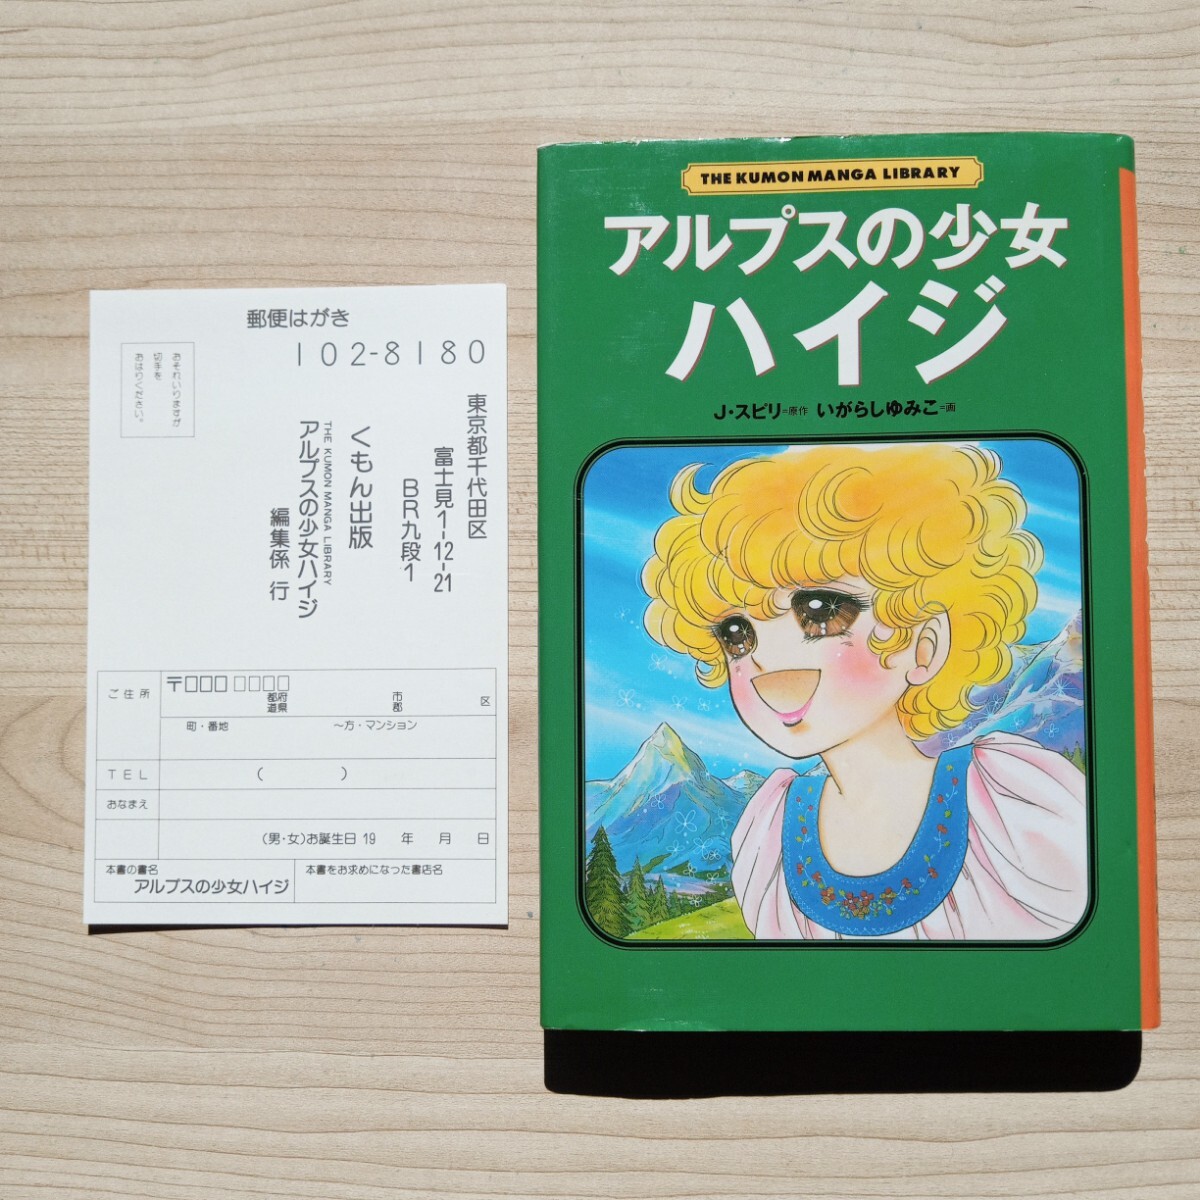 郵便はがき
102-8180
おそれいりますが
切手を
おはりください。
東京都千代田区
富士見1-12-21
BR九段1
くもん出版
THE KUMON MANGA LIBRARY
アルプスの少女ハイジ
編集係 行
ご住所
〒□□□ □□□□
都府
道県
市
郡
区
町・番地
〜方・マンション
TEL
( )
おなまえ
(男・女)お誕生日 19 年 月 日
本書の書名
アルプスの少女ハイジ
本書をお求めになった書店名
THE KUMON MANGA LIBRARY
アルプスの少女
ハイジ
J・スピリ=原作 いがらしゆみこ=画